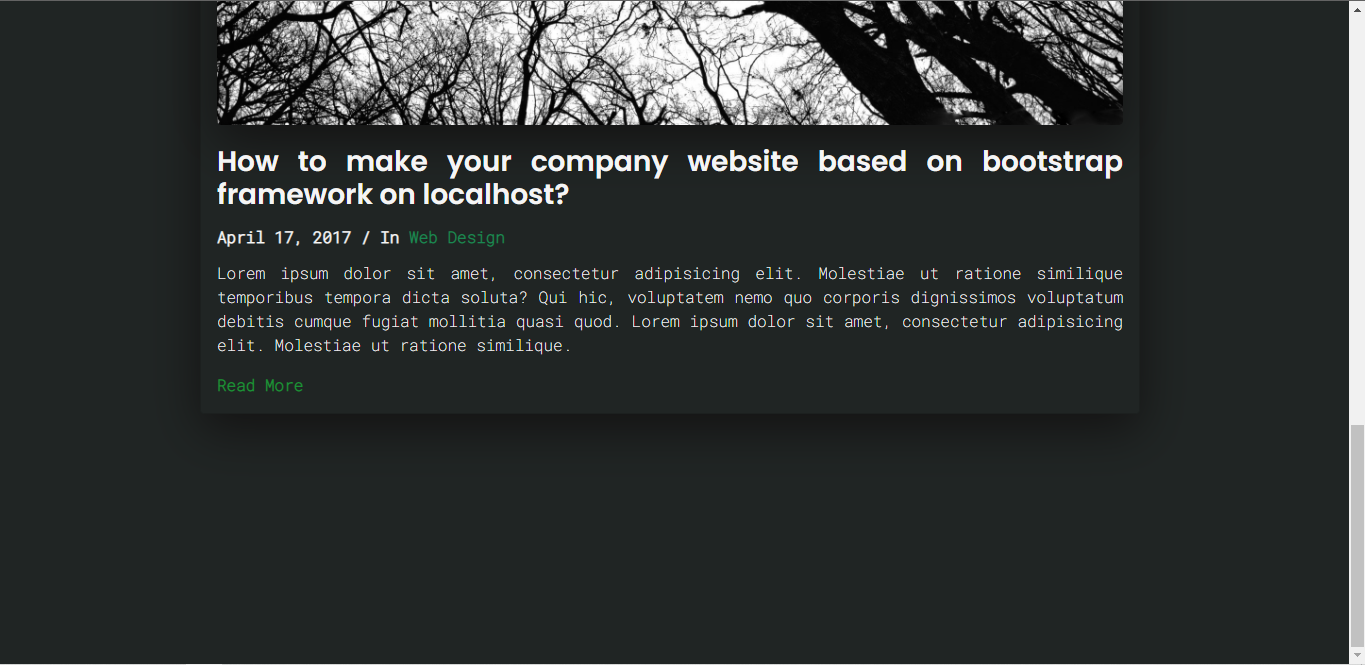 How to make your company website based on bootstrap
framework on localhost?
April 17, 2017 / In Web Design
Lorem ipsum dolor sit amet, consectetur adipisicing elit. Molestiae ut ratione similique
temporibus tempora dicta soluta? Qui hic, voluptatem nemo quo corporis dignissimos voluptatum
debitis cumque fugiat mollitia quasi quod. Lorem ipsum dolor sit amet, consectetur adipisicing
elit. Molestiae ut ratione similique.
Read More